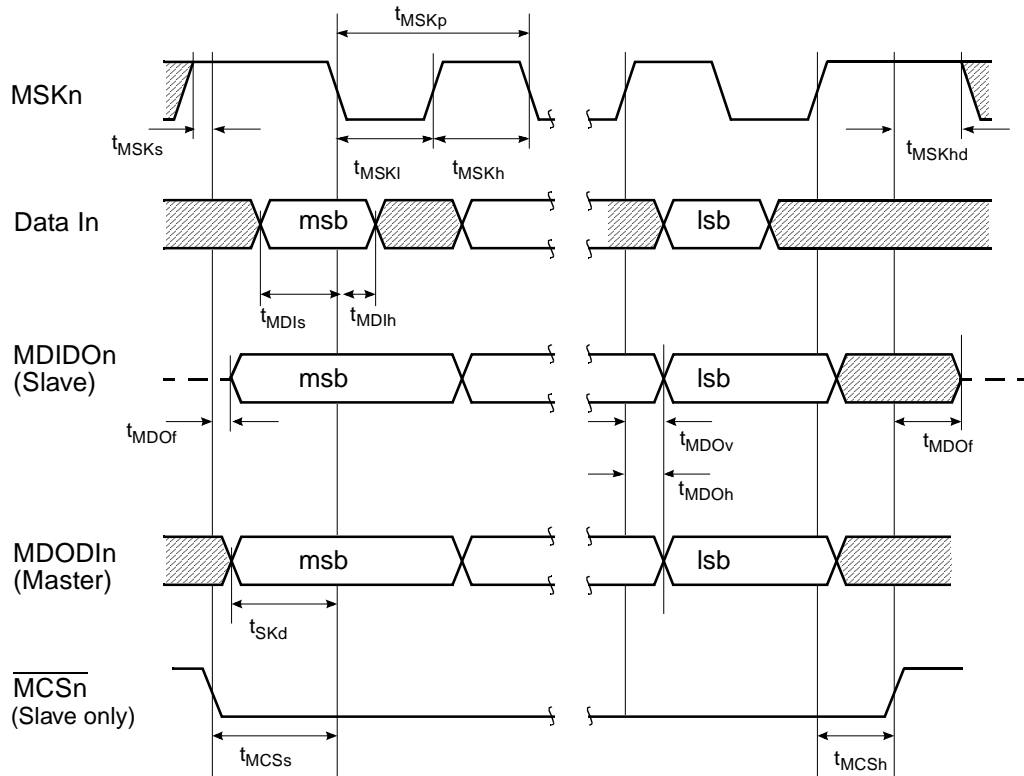 tMSKp
MSKn
tMSKs
tMSKl
tMSKh
tMSKhd
Data In
msb
lsb
tMDIs
tMDIh
MDIDOn
(Slave)
msb
lsb
tMDOf
tMDOv
tMDOf
tMDOh
MDODIn
(Master)
msb
lsb
tSKd
MCSn
(Slave only)
tMCSs
tMCSh